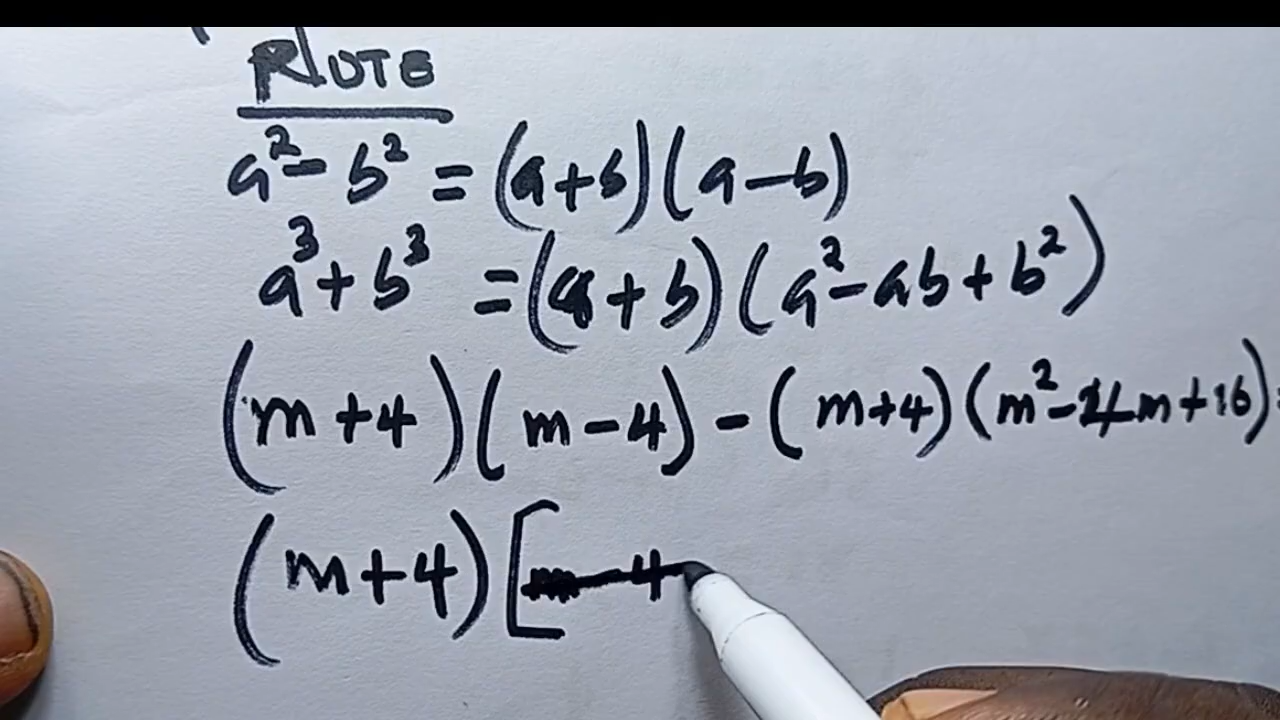 NOTE
a² - b² = (a+b)(a-b)
a³ + b³ = (a+b)(a² - ab + b²)
(m+4)(m-4) - (m+4)(m² - 4m + 16) =
(m+4)[m-4